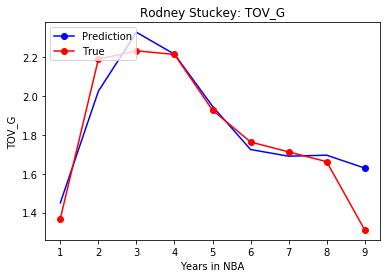 Rodney Stuckey: TOV_G
Prediction
True
TOV_G
2.2
2.0
1.8
1.6
1.4
1 2 3 4 5 6 7 8 9
Years in NBA